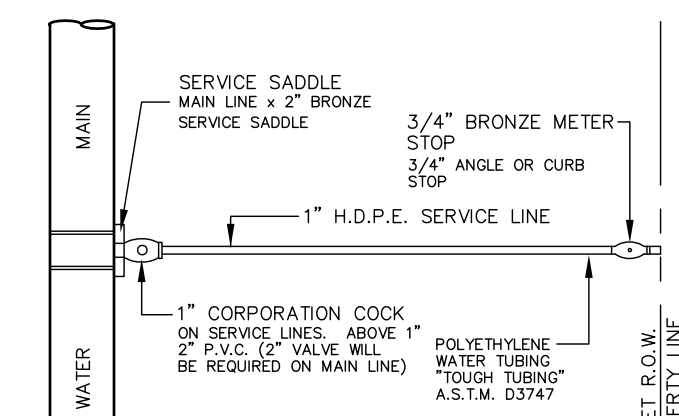 SERVICE SADDLE
MAIN LINE x 2" BRONZE
SERVICE SADDLE
3/4" BRONZE METER
STOP
3/4" ANGLE OR CURB
STOP
MAIN
1" H.D.P.E. SERVICE LINE
1" CORPORATION COCK
ON SERVICE LINES. ABOVE 1"
2" P.V.C. (2" VALVE WILL
BE REQUIRED ON MAIN LINE)
POLYETHYLENE
WATER TUBING
"TOUGH TUBING"
A.S.T.M. D3747
WATER
R.O.W.
LINE